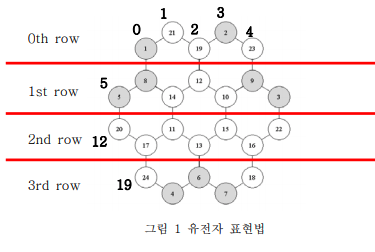 1 3
0 21 2 2 4
0th row 1 19 23
8 9
1st row 5 5 14 12 10 3
20 11 15 22
2nd row 12 17 13 16
3rd row 19 24 6 18
4 7
그림 1 유전자 표현법